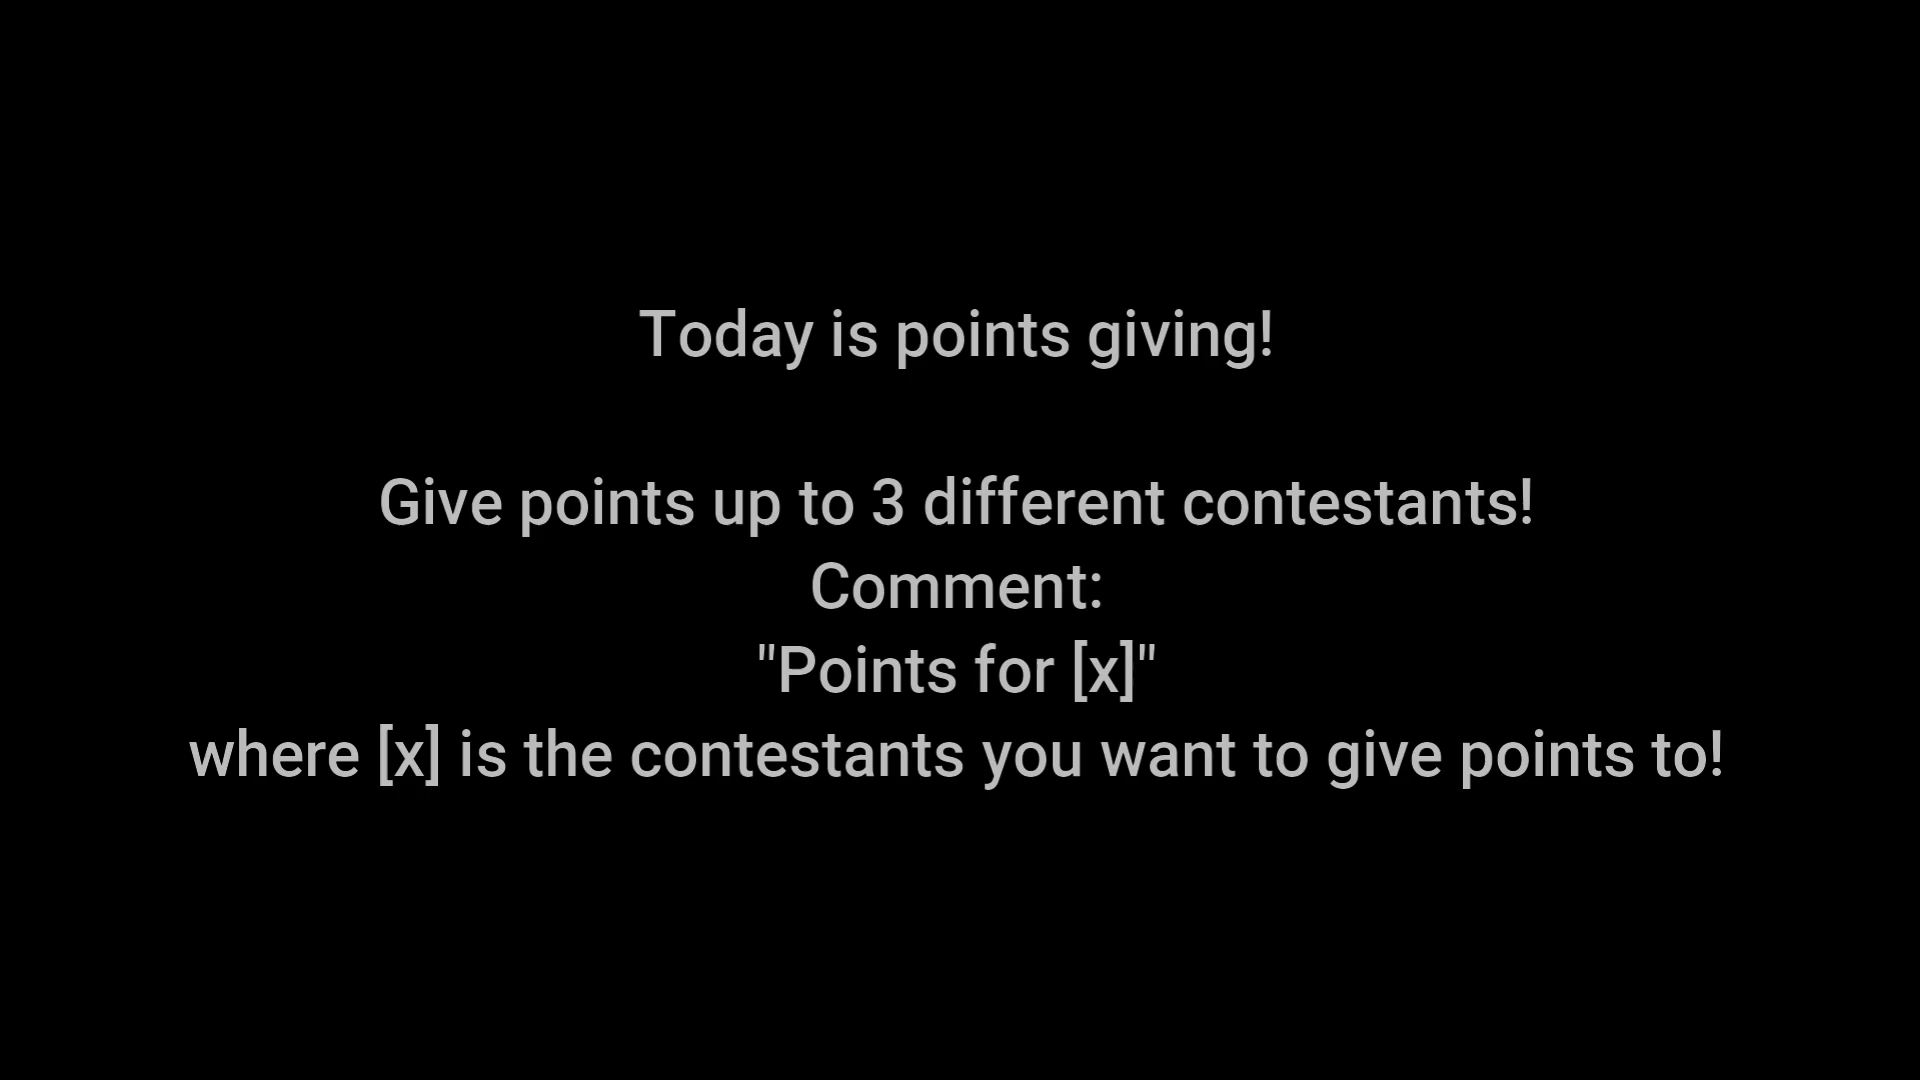 Today is points giving!
Give points up to 3 different contestants!
Comment:
"Points for [x]"
where [x] is the contestants you want to give points to!